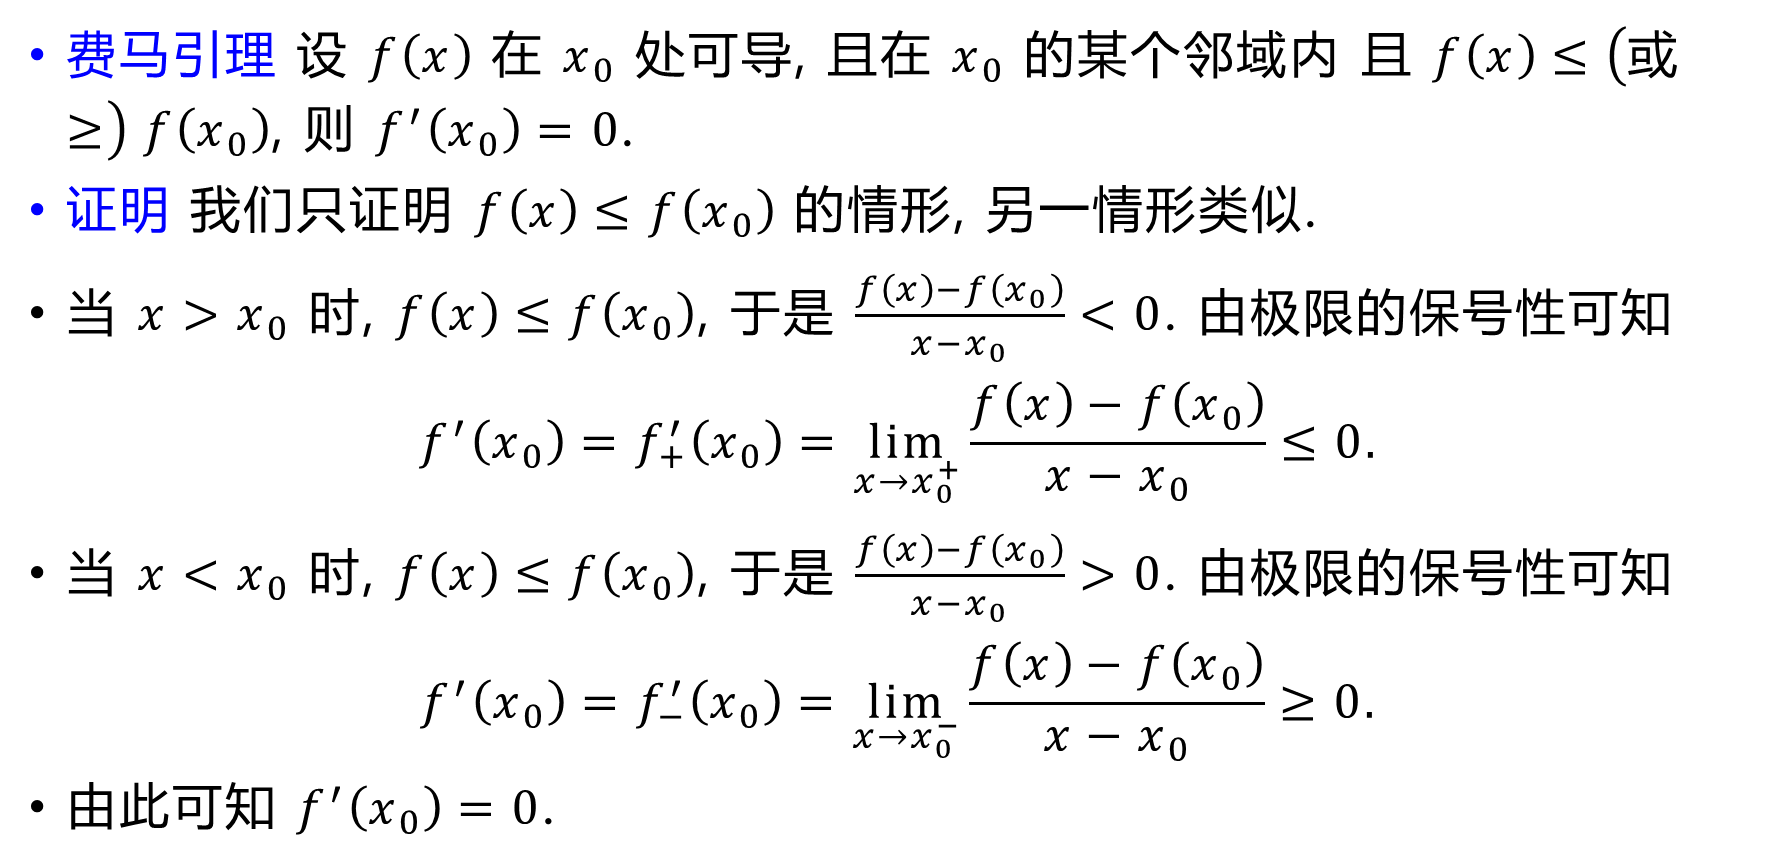 • 费马引理 设 f(x) 在 x₀ 处可导, 且在 x₀ 的某个邻域内 且 f(x) ≤ (或
≥) f(x₀), 则 f′(x₀) = 0.
• 证明 我们只证明 f(x) ≤ f(x₀) 的情形, 另一情形类似.
• 当 x > x₀ 时, f(x) ≤ f(x₀), 于是 \frac{f(x)−f(x₀)}{x−x₀} < 0. 由极限的保号性可知
f′(x₀) = f′₊(x₀) = \lim_{x→x₀⁺} \frac{f(x) − f(x₀)}{x − x₀} ≤ 0.
• 当 x < x₀ 时, f(x) ≤ f(x₀), 于是 \frac{f(x)−f(x₀)}{x−x₀} > 0. 由极限的保号性可知
f′(x₀) = f′₋(x₀) = \lim_{x→x₀⁻} \frac{f(x) − f(x₀)}{x − x₀} ≥ 0.
• 由此可知 f′(x₀) = 0.